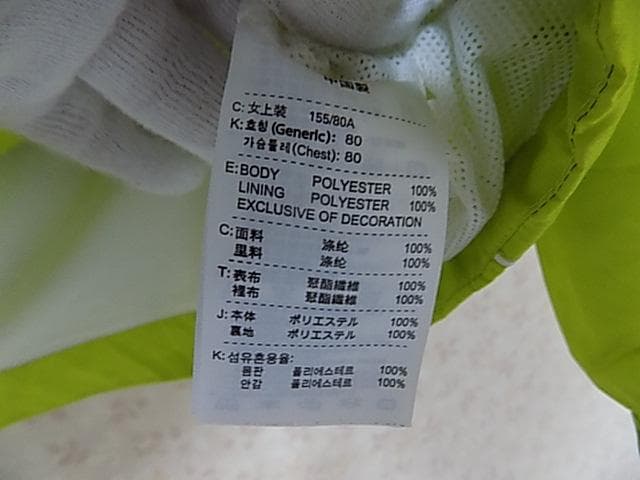 中国製
C: 女上装 155/80A
K: 호칭 (Generic): 80
가슴둘레(Chest): 80
E: BODY POLYESTER 100%
LINING POLYESTER 100%
EXCLUSIVE OF DECORATION
C: 面料 涤纶 100%
里料 涤纶 100%
T: 表布 聚酯纖維 100%
裡布 聚酯纖維 100%
J: 本体 ポリエステル 100%
裏地 ポリエステル 100%
K: 섬유혼용율:
몸판 폴리에스테르 100%
안감 폴리에스테르 100%